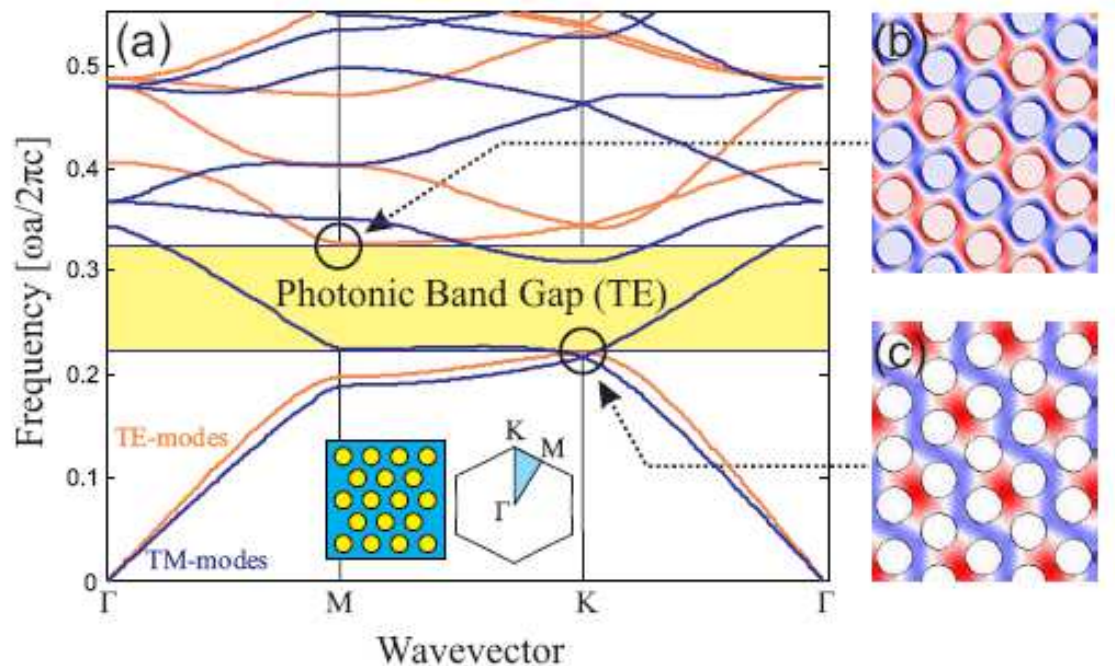 (a)
(b)
(c)
0.5
0.4
0.3
0.2
0.1
0
Frequency [ωa/2πc]
Photonic Band Gap (TE)
TE-modes
TM-modes
K
M
Γ
Γ
M
K
Γ
Wavevector